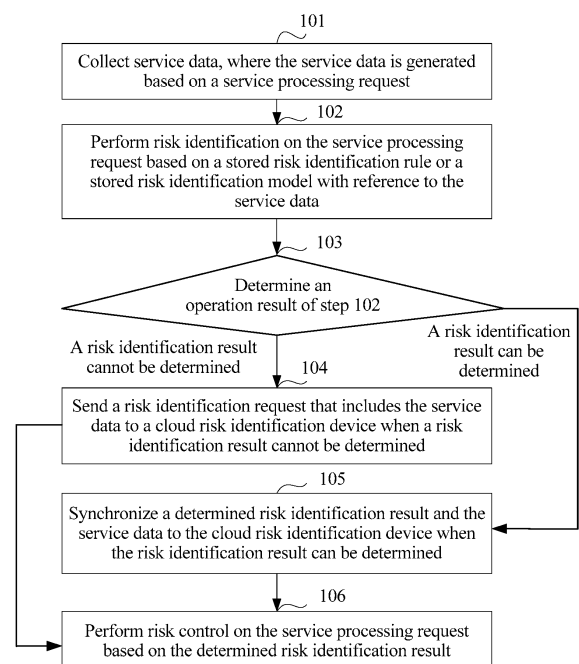 101
Collect service data, where the service data is generated
based on a service processing request
102
Perform risk identification on the service processing
request based on a stored risk identification rule or a
stored risk identification model with reference to the
service data
103
Determine an
operation result of step 102
A risk identification result
cannot be determined
A risk identification
result can be
determined
104
Send a risk identification request that includes the service
data to a cloud risk identification device when a risk
identification result cannot be determined
105
Synchronize a determined risk identification result and the
service data to the cloud risk identification device when
the risk identification result can be determined
106
Perform risk control on the service processing request
based on the determined risk identification result